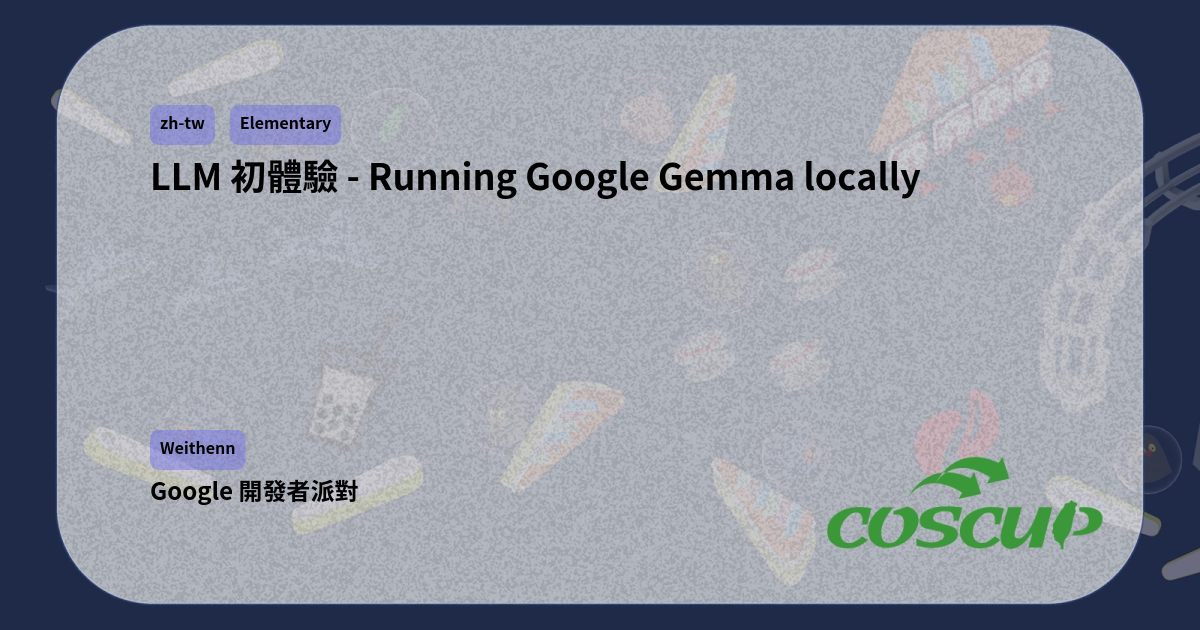 zh-tw Elementary
LLM 初體驗 - Running Google Gemma locally
Weithenn
Google 開發者派對
COSCUP